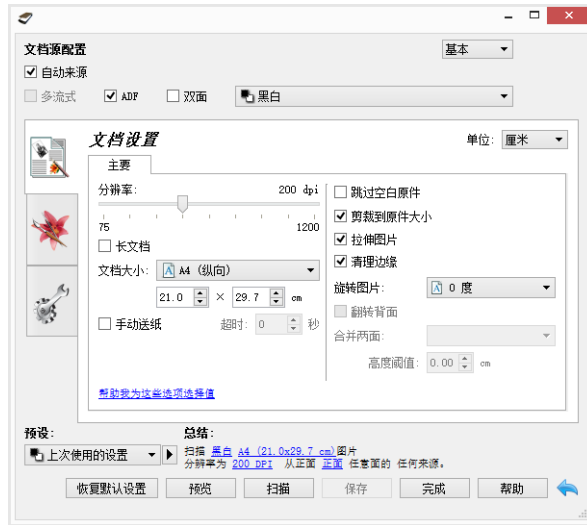 文档源配置
基本
自动来源
多流式 ADF 双面 黑白
文档设置
单位: 厘米
主要
分辨率: 200 dpi
75 1200
长文档
文档大小: A4 (纵向)
21.0 × 29.7 cm
手动送纸 超时: 0 秒
跳过空白原件
剪裁到原件大小
拉伸图片
清理边缘
旋转图片: 0 度
翻转背面
合并两面:
高度阈值: 0.00 cm
帮助我为这些选项选择值
预设:
上次使用的设置
总结:
扫描 黑白 A4 (21.0x29.7 cm)图片
分辨率为 200 DPI 从正面 正面 任意面的 任何来源。
恢复默认设置 预览 扫描 保存 完成 帮助